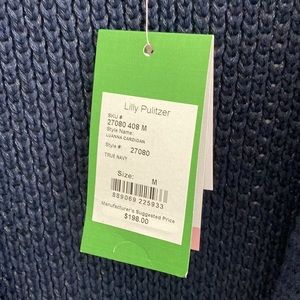 Lilly Pulitzer
SKU #
27080 408 M
Style Name:
LUANNA CARDIGAN
Style #: 27080
TRUE NAVY
Size: M
889069 225933
Manufacturer's Suggested Price
$198.00